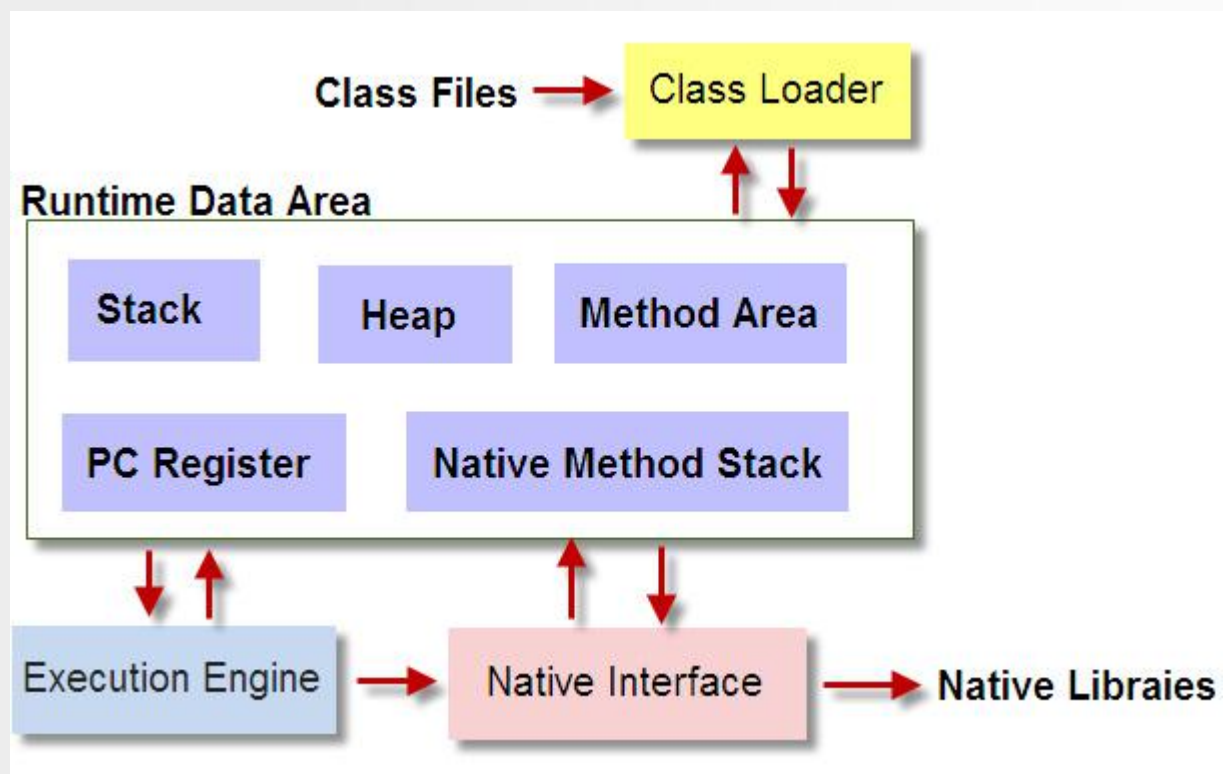 Class Files
Class Loader
Runtime Data Area
Stack
Heap
Method Area
PC Register
Native Method Stack
Execution Engine
Native Interface
Native Libraies